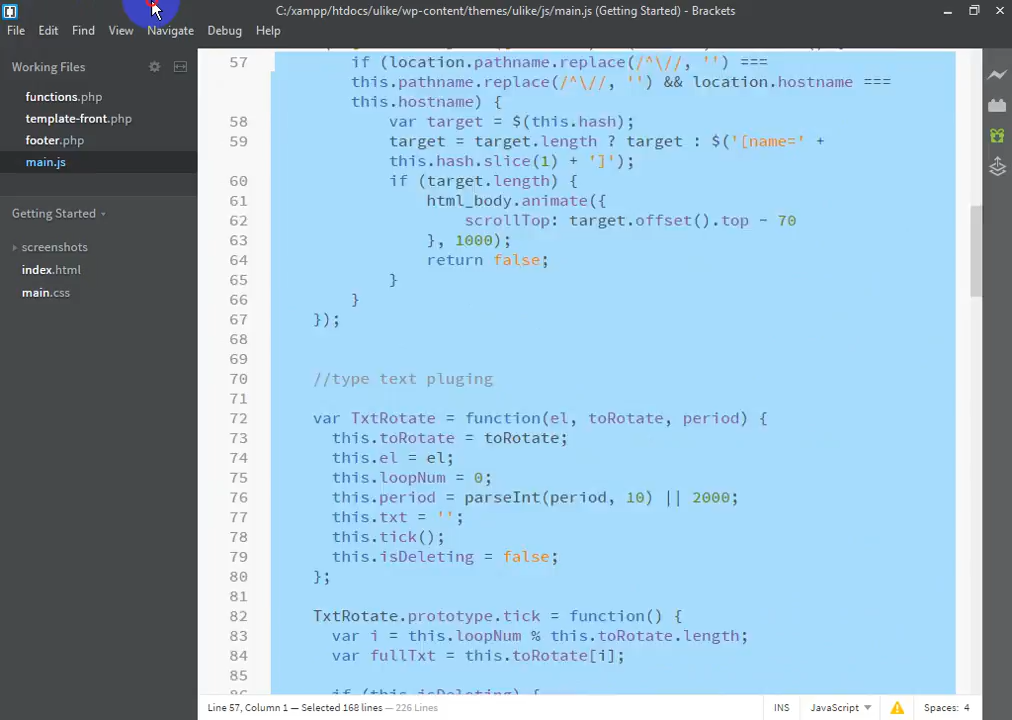 C:/xampp/htdocs/ulike/wp-content/themes/ulike/js/main.js (Getting Started) - Brackets
File Edit Find View Navigate Debug Help
Working Files
functions.php
template-front.php
footer.php
main.js
Getting Started
screenshots
index.html
main.css
57 if (location.pathname.replace(/^\//, '') ===
this.pathname.replace(/^\//, '') && location.hostname ===
this.hostname) {
58 var target = $(this.hash);
59 target = target.length ? target : $('[name=' +
this.hash.slice(1) + ']');
60 if (target.length) {
61 html_body.animate({
62 scrollTop: target.offset().top - 70
63 }, 1000);
64 return false;
65 }
66 }
67 });
68
69
70 //type text pluging
71
72 var TxtRotate = function(el, toRotate, period) {
73 this.toRotate = toRotate;
74 this.el = el;
75 this.loopNum = 0;
76 this.period = parseInt(period, 10) || 2000;
77 this.txt = '';
78 this.tick();
79 this.isDeleting = false;
80 };
81
82 TxtRotate.prototype.tick = function() {
83 var i = this.loopNum % this.toRotate.length;
84 var fullTxt = this.toRotate[i];
85
86 if (this.isDeleting) {
Line 57, Column 1 — Selected 168 lines — 226 Lines
INS JavaScript Spaces: 4